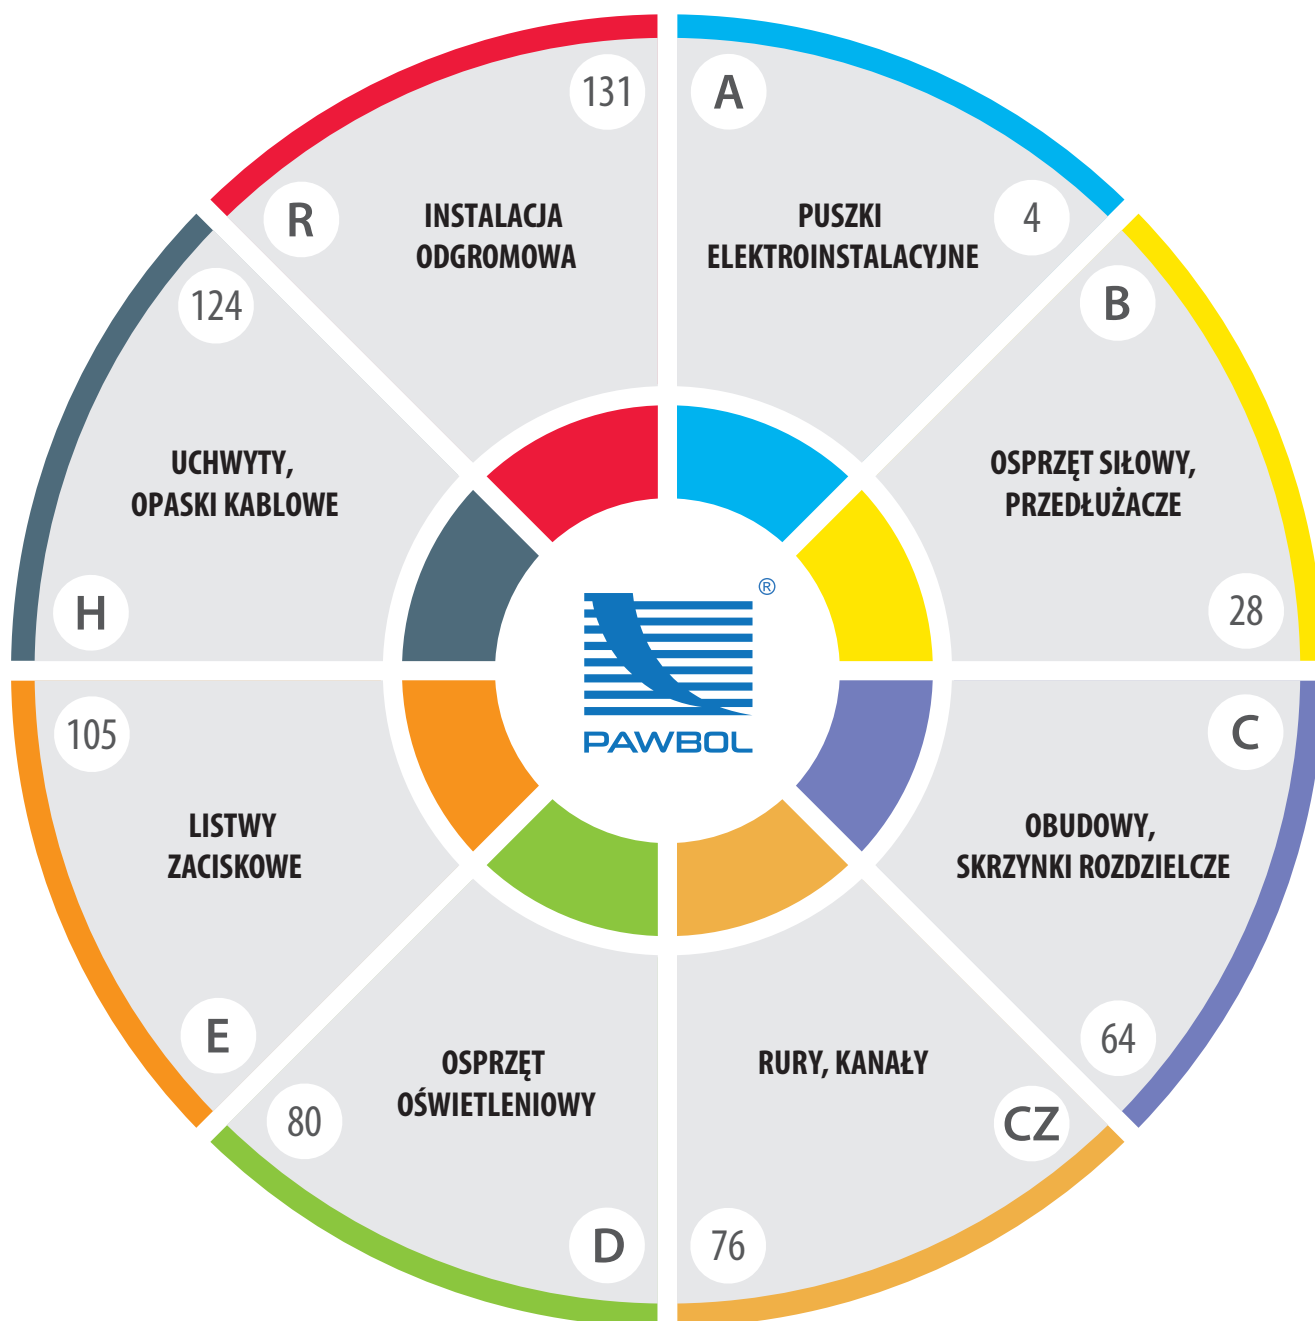 A
PUSZKI
ELEKTROINSTALACYJNE
4
B
OSPRZĘT SIŁOWY,
PRZEDŁUŻACZE
28
C
OBUDOWY,
SKRZYNKI ROZDZIELCZE
64
CZ
RURY, KANAŁY
76
D
OSPRZĘT
OŚWIETLENIOWY
80
E
LISTWY
ZACISKOWE
105
H
UCHWYTY,
OPASKI KABLOWE
124
R
INSTALACJA
ODGROMOWA
131
®
PAWBOL